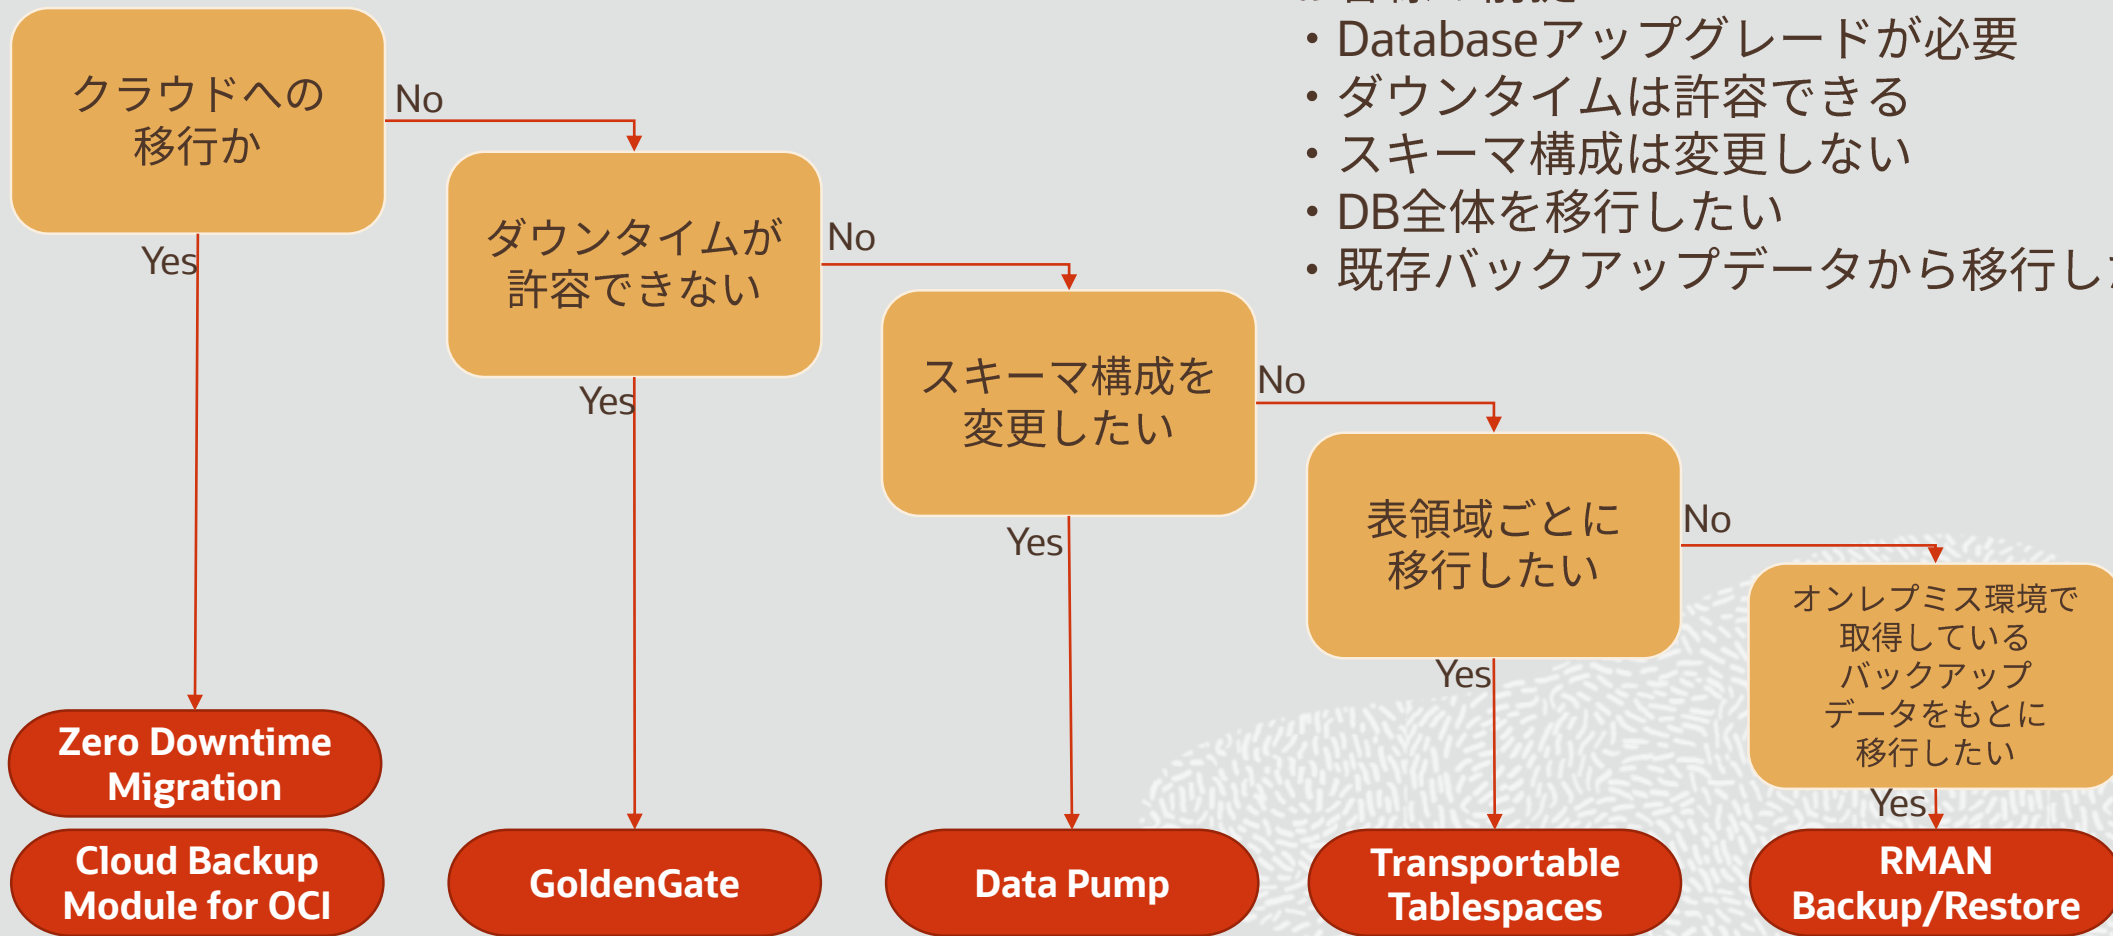 ・Databaseアップグレードが必要
・ダウンタイムは許容できる
・スキーマ構成は変更しない
・DB全体を移行したい
・既存バックアップデータから移行し
クラウドへの
移行か
No
Yes
ダウンタイムが
許容できない
No
Yes
スキーマ構成を
変更したい
No
Yes
表領域ごとに
移行したい
No
Yes
オンレプミス環境で
取得している
バックアップ
データをもとに
移行したい
Yes
Zero Downtime
Migration
Cloud Backup
Module for OCI
GoldenGate
Data Pump
Transportable
Tablespaces
RMAN
Backup/Restore